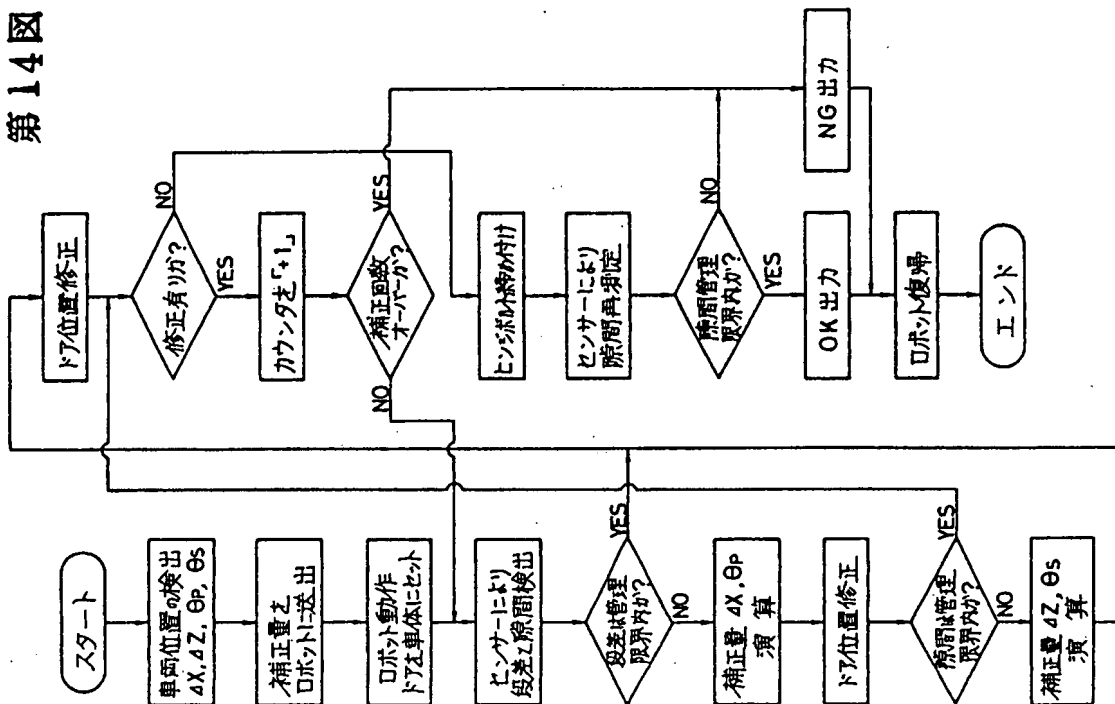 第14図
スタート
車両位置の検出
ΔX, ΔZ, θP, θS
補正量を
ロボットに送出
ロボット動作
ドアを車体にセット
センサーにより
段差と隙間検出
段差は管理
限界内か?
YES
NO
補正量 ΔX, θP
演算
ドア位置修正
隙間は管理
限界内か?
YES
NO
補正量 ΔZ, θS
演算
ドア位置修正
修正有りか?
NO
YES
カウンタを「+1」
補正回数
オーバーか?
YES
NO
ヒンジボルト締め付け
センサーにより
隙間再測定
隙間管理
限界内か?
NO
YES
OK出力
NG出力
ロボット復帰
エンド